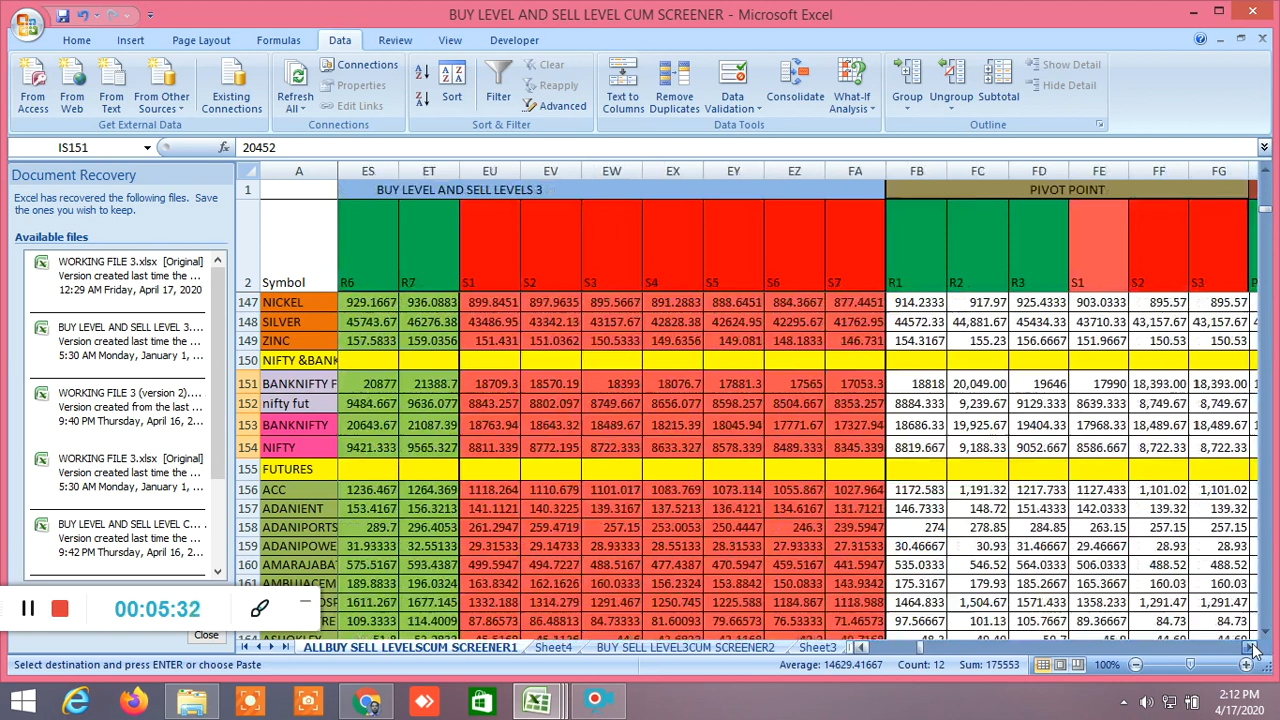 BUY LEVEL AND SELL LEVEL CUM SCREENER - Microsoft Excel
Home Insert Page Layout Formulas Data Review View Developer
From Access From Web From Text From Other Sources Existing Connections Refresh All Connections Properties Edit Links Sort Filter Clear Reapply Advanced Text to Columns Remove Duplicates Data Validation Consolidate What-If Analysis Group Ungroup Subtotal Show Detail Hide Detail
Get External Data Connections Sort & Filter Data Tools Outline
IS151 fx 20452
Document Recovery
Excel has recovered the following files. Save the ones you wish to keep.
Available files
WORKING FILE 3.xlsx [Original]
Version created last time the ...
12:29 AM Friday, April 17, 2020
BUY LEVEL AND SELL LEVEL 3....
Version created last time the ...
5:30 AM Monday, January 1, ...
WORKING FILE 3 (version 2)....
Version created from the last ...
9:40 PM Thursday, April 16, 2...
WORKING FILE 3.xlsx [Original]
Version created last time the ...
5:30 AM Monday, January 1, ...
BUY LEVEL AND SELL LEVEL C... .
Version created last time the ...
9:42 PM Thursday, April 16, 2...
00:05:32
Close
A ES ET EU EV EW EX EY EZ FA FB FC FD FE FF FG
1 BUY LEVEL AND SELL LEVELS 3 PIVOT POINT
2 Symbol R6 R7 S1 S2 S3 S4 S5 S6 S7 R1 R2 R3 S1 S2 S3
147 NICKEL 929.1667 936.0883 899.8451 897.9635 895.5667 891.2883 888.6451 884.3667 877.4451 914.2333 917.97 925.4333 903.0333 895.57 895.57
148 SILVER 45743.67 46276.38 43486.95 43342.13 43157.67 42828.38 42624.95 42295.67 41762.95 44572.33 44,881.67 45434.33 43710.33 43,157.67 43,157.67
149 ZINC 157.5833 159.0356 151.431 151.0362 150.5333 149.6356 149.081 148.1833 146.731 154.3167 155.23 156.6667 151.9667 150.53 150.53
150 NIFTY &BANK
151 BANKNIFTY F 20877 21388.7 18709.3 18570.19 18393 18076.7 17881.3 17565 17053.3 18818 20,049.00 19646 17990 18,393.00 18,393.00
152 nifty fut 9484.667 9636.077 8843.257 8802.097 8749.667 8656.077 8598.257 8504.667 8353.257 8884.333 9,239.67 9129.333 8639.333 8,749.67 8,749.67
153 BANKNIFTY 20643.67 21087.39 18763.94 18643.32 18489.67 18215.39 18045.94 17771.67 17327.94 18686.33 19,925.67 19404.33 17968.33 18,489.67 18,489.67
154 NIFTY 9421.333 9565.327 8811.339 8772.195 8722.333 8633.327 8578.339 8489.333 8345.339 8819.667 9,188.33 9052.667 8586.667 8,722.33 8,722.33
155 FUTURES
156 ACC 1236.467 1264.369 1118.264 1110.679 1101.017 1083.769 1073.114 1055.867 1027.964 1172.583 1,191.32 1217.733 1127.433 1,101.02 1,101.02
157 ADANIENT 153.4167 156.3213 141.1121 140.3225 139.3167 137.5213 136.4121 134.6167 131.7121 146.7333 148.72 151.4333 142.0333 139.32 139.32
158 ADANIPORTS 289.7 296.4053 261.2947 259.4719 257.15 253.0053 250.4447 246.3 239.5947 274 278.85 284.85 263.15 257.15 257.15
159 ADANIPOWE 31.93333 32.55133 29.31533 29.14733 28.93333 28.55133 28.31533 27.93333 27.31533 30.46667 30.93 31.46667 29.46667 28.93 28.93
160 AMARAJABAT 575.5167 593.4387 499.6547 494.7227 488.5167 477.4387 470.5947 459.5167 441.5947 535.0333 546.52 564.0333 506.0333 488.52 488.52
161 AMBUJACEM 189.8833 196.0324 163.8342 162.1626 160.0333 156.2324 153.8842 150.0833 143.9342 175.3167 179.93 185.3667 165.3667 160.03 160.03
1611.267 1677.145 1332.188 1314.279 1291.467 1250.745 1225.588 1184.867 1118.988 1464.833 1,504.67 1571.433 1358.233 1,291.47 1,291.47
109.3333 114.4009 87.86573 86.48813 84.73333 81.60093 79.66573 76.53333 71.46573 97.56667 101.13 105.7667 89.36667 84.73 84.73
ALLBUY SELL LEVELSCUM SCREENER1 Sheet4 BUY SELL LEVEL3CUM SCREENER2 Sheet3
Select destination and press ENTER or choose Paste Average: 14629.41667 Count: 12 Sum: 175553 100%
2:12 PM
4/17/2020